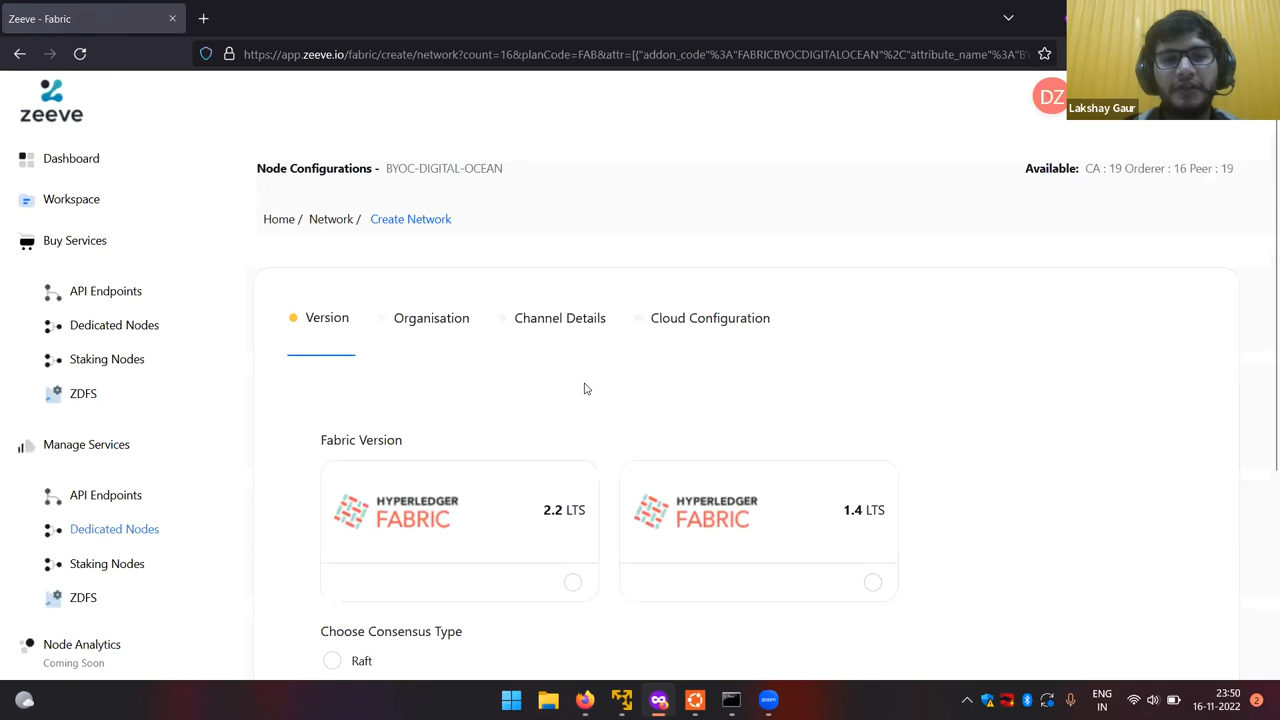 Zeeve - Fabric
https://app.zeeve.io/fabric/create/network?count=16&planCode=FAB&attr=[{"addon_code"%3A"FABRICBYOCDIGITALOCEAN"%2C"attribute_name"%3A"BY
zeeve
DZ
Lakshay Gaur
Dashboard
Workspace
Buy Services
API Endpoints
Dedicated Nodes
Staking Nodes
ZDFS
Manage Services
API Endpoints
Dedicated Nodes
Staking Nodes
ZDFS
Node Analytics
Coming Soon
Node Configurations - BYOC-DIGITAL-OCEAN
Available: CA : 19 Orderer : 16 Peer : 19
Home / Network / Create Network
Version Organisation Channel Details Cloud Configuration
Fabric Version
HYPERLEDGER FABRIC 2.2 LTS
HYPERLEDGER FABRIC 1.4 LTS
Choose Consensus Type
Raft
ENG
IN
23:50
16-11-2022
2
zoom